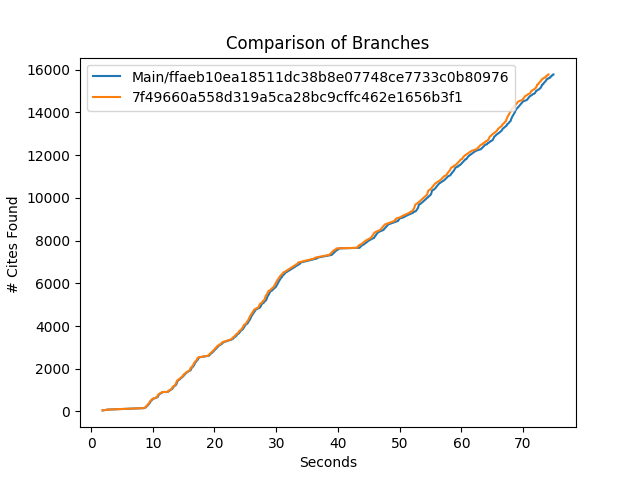 Comparison of Branches
Main/ffaeb10ea18511dc38b8e07748ce7733c0b80976
7f49660a558d319a5ca28bc9cffc462e1656b3f1
# Cites Found
16000
14000
12000
10000
8000
6000
4000
2000
0
0 10 20 30 40 50 60 70
Seconds